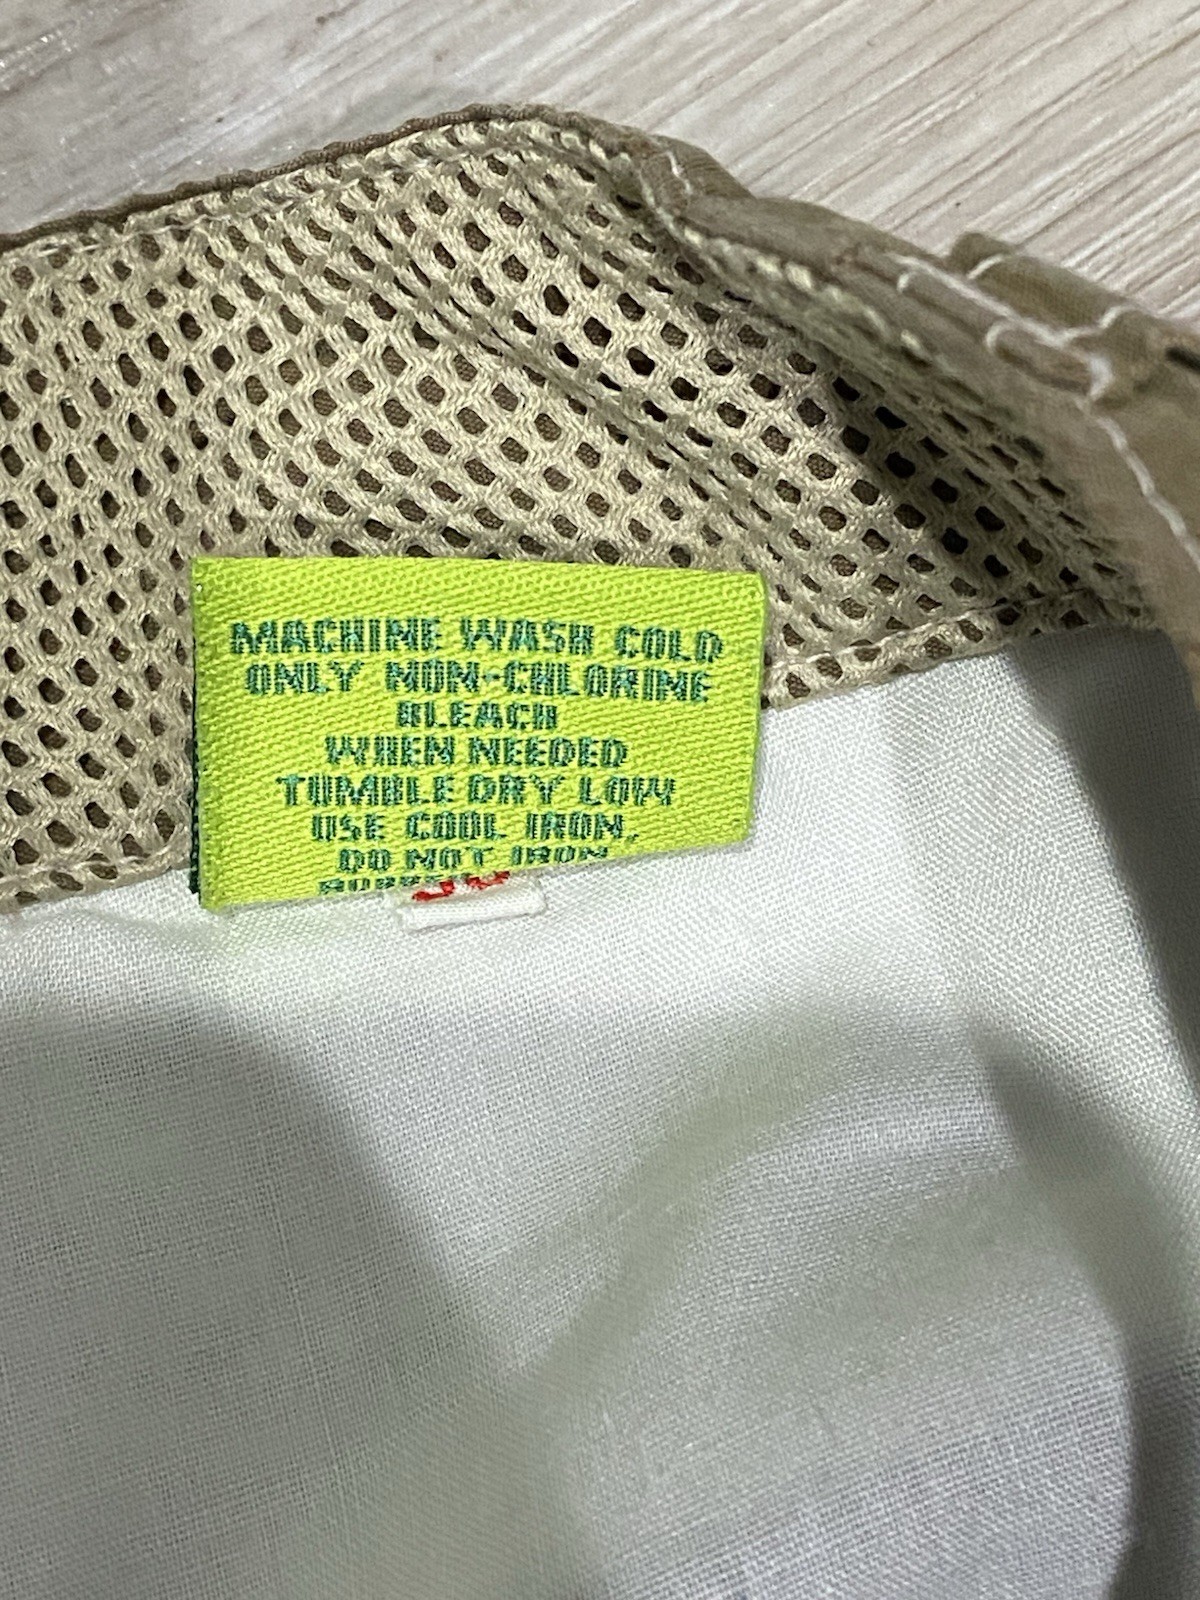 MACHINE WASH COLD
ONLY NON-CHLORINE
BLEACH
WHEN NEEDED
TUMBLE DRY LOW
USE COOL IRON,
DO NOT IRON